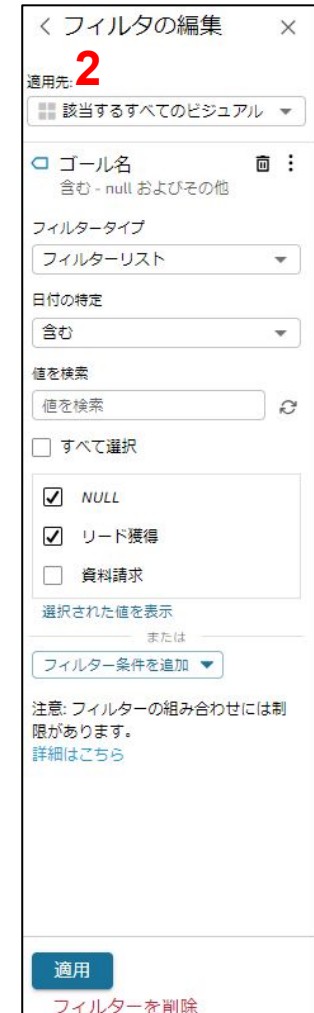 フィルタの編集
適用先:2
該当するすべてのビジュアル
ゴール名
含む - null およびその他
フィルタータイプ
フィルターリスト
日付の特定
含む
値を検索
値を検索
すべて選択
NULL
リード獲得
資料請求
選択された値を表示
または
フィルター条件を追加
注意: フィルターの組み合わせには制
限があります。
詳細はこちら
適用
フィルターを削除